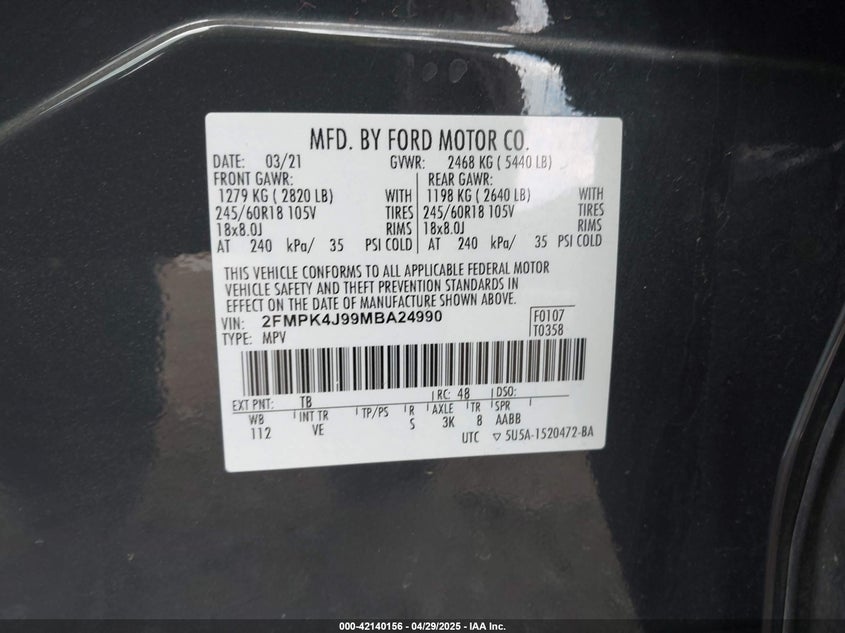 MFD. BY FORD MOTOR CO.
DATE: 03/21 GVWR: 2468 KG ( 5440 LB)
FRONT GAWR: REAR GAWR:
1279 KG ( 2820 LB) WITH 1198 KG ( 2640 LB) WITH
245/60R18 105V TIRES 245/60R18 105V TIRES
18x8.0J RIMS 18x8.0J RIMS
AT 240 kPa/ 35 PSI COLD AT 240 kPa/ 35 PSI COLD
THIS VEHICLE CONFORMS TO ALL APPLICABLE FEDERAL MOTOR
VEHICLE SAFETY AND THEFT PREVENTION STANDARDS IN
EFFECT ON THE DATE OF MANUFACTURE SHOWN ABOVE.
VIN: 2FMPK4J99MBA24990 F0107
TYPE: MPV T0358
EXT PNT: TB RC: 48 DSO:
WB INT TR TP/PS R AXLE TR SPR
112 VE S 3K 8 AABB
UTC ▽ 5U5A-1520472-BA
000-42140156 - 04/29/2025 - IAA Inc.